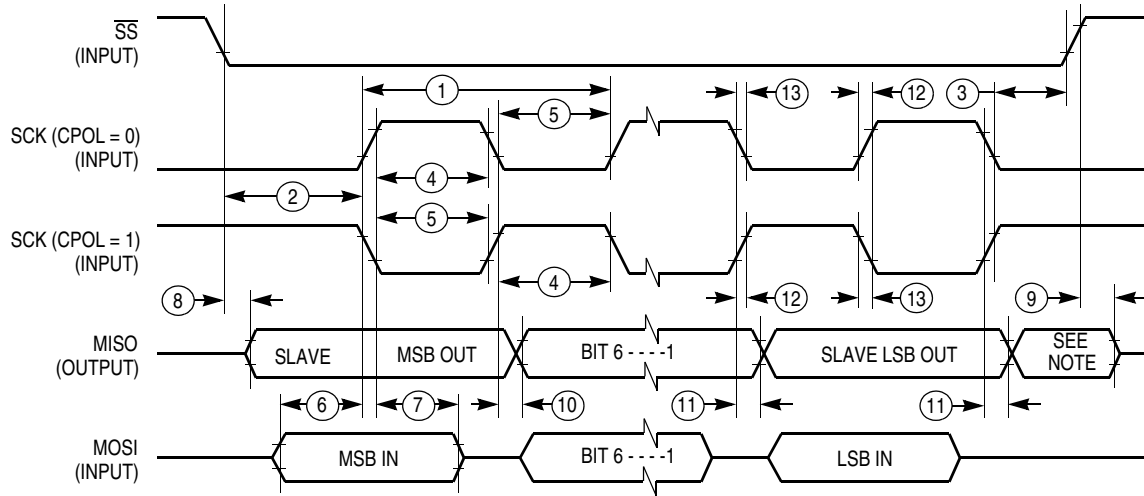 SS
(INPUT)
1
13
12
3
5
SCK (CPOL = 0)
(INPUT)
4
2
5
SCK (CPOL = 1)
(INPUT)
4
12
13
8
9
MISO
(OUTPUT)
SLAVE
MSB OUT
BIT 6 - - - -1
SLAVE LSB OUT
SEE
NOTE
6
7
10
11
11
MOSI
(INPUT)
MSB IN
BIT 6 - - - -1
LSB IN